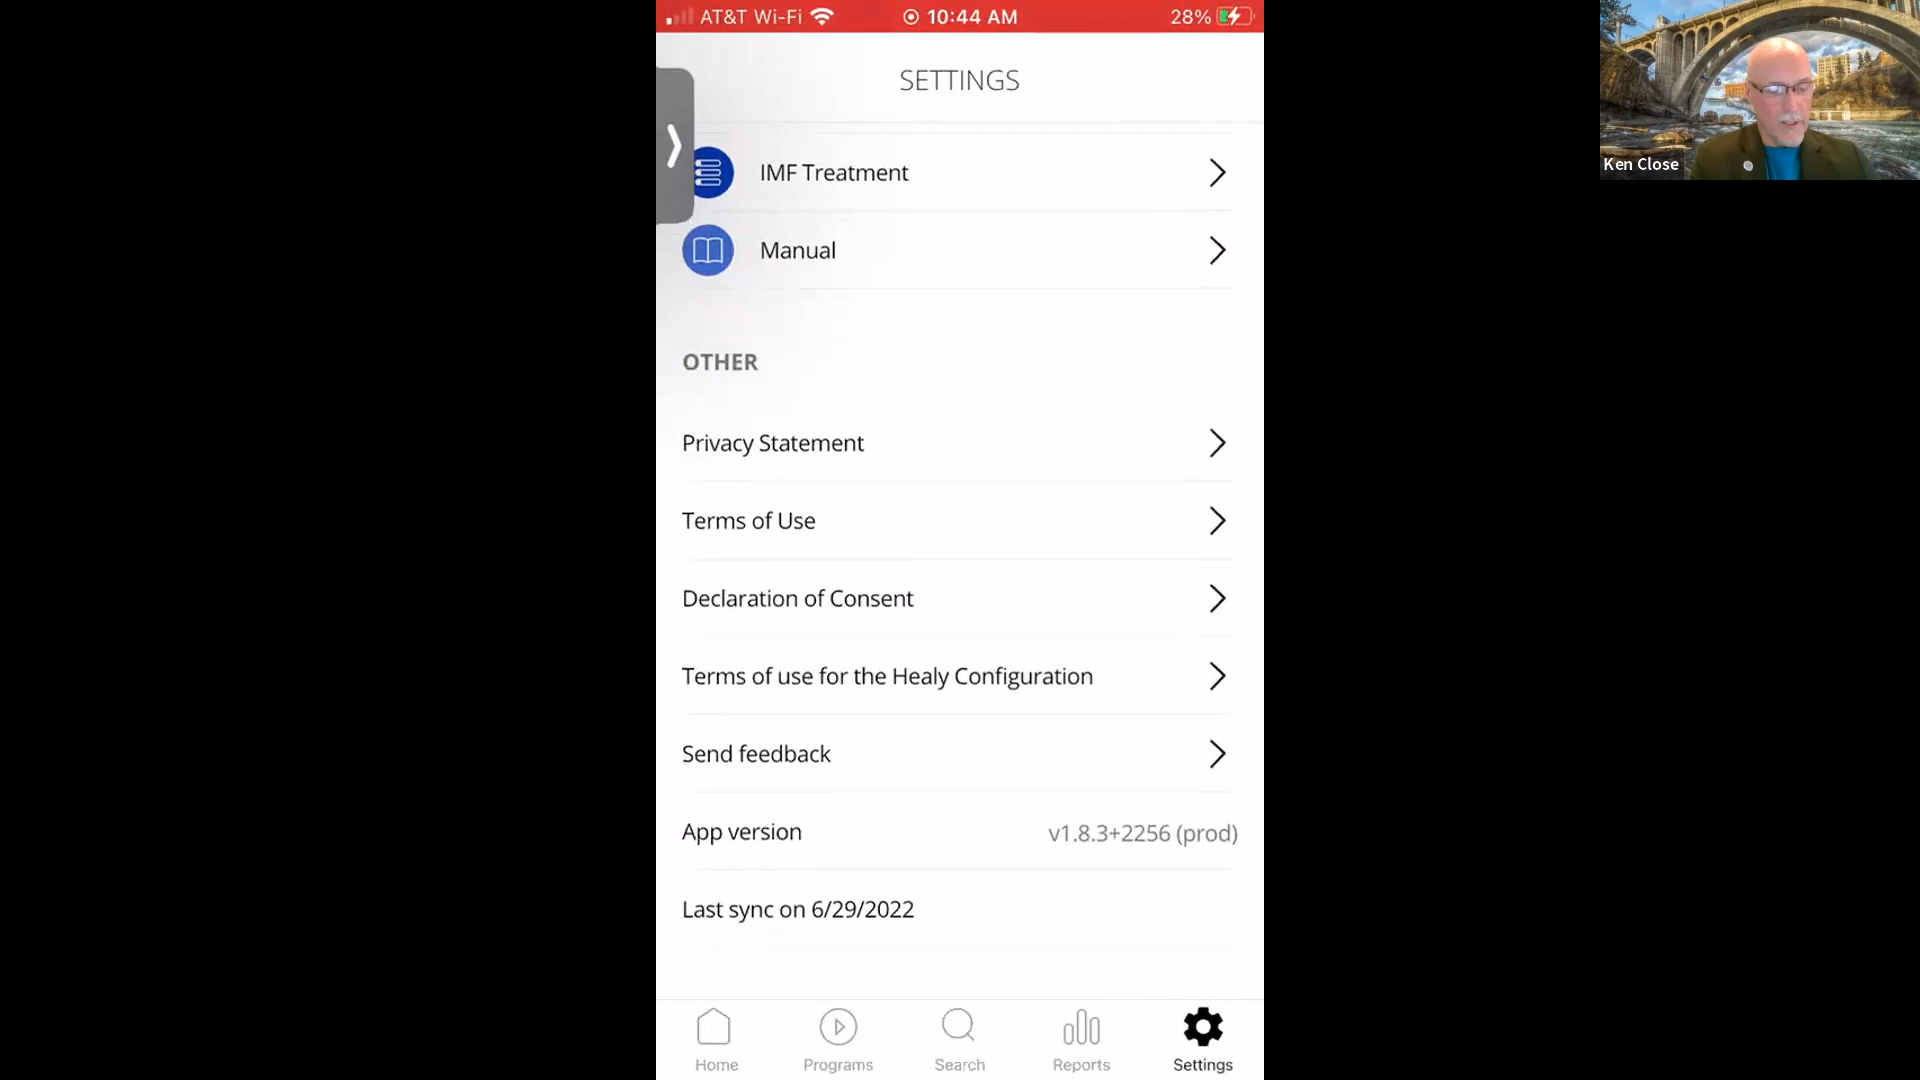 AT&T Wi-Fi 10:44 AM 28%
SETTINGS
IMF Treatment
Manual
OTHER
Privacy Statement
Terms of Use
Declaration of Consent
Terms of use for the Healy Configuration
Send feedback
App version v1.8.3+2256 (prod)
Last sync on 6/29/2022
Home Programs Search Reports Settings
Ken Close